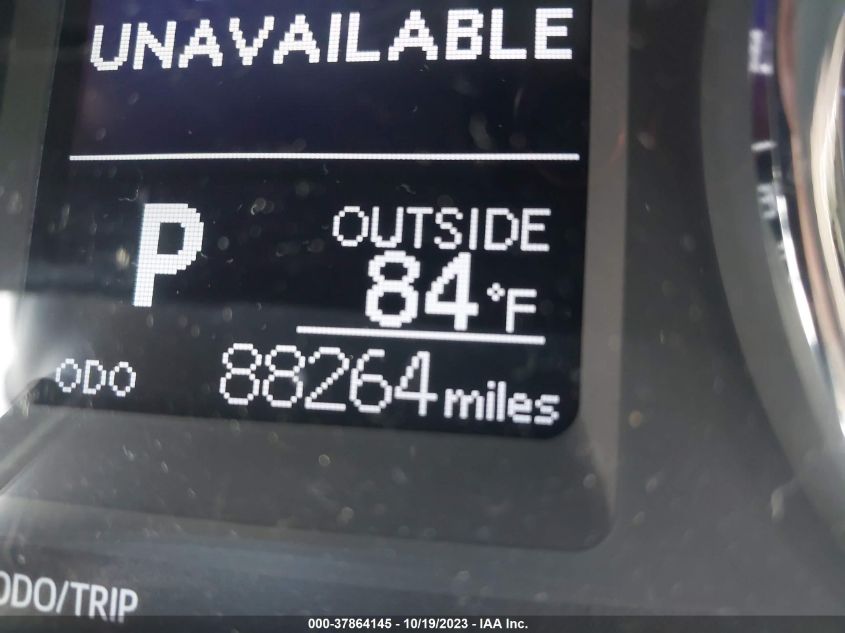 UNAVAILABLE
P
OUTSIDE
84°F
ODO 88264 miles
ODO/TRIP
000-37864145 - 10/19/2023 - IAA Inc.